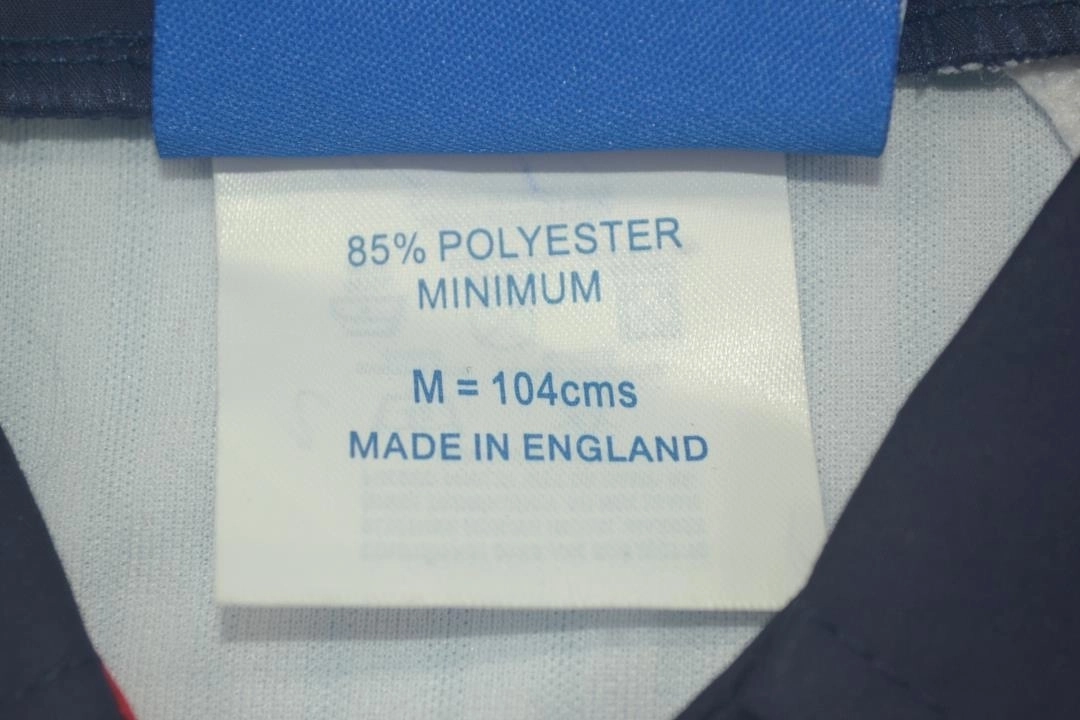 85% POLYESTER
MINIMUM
M = 104cms
MADE IN ENGLAND